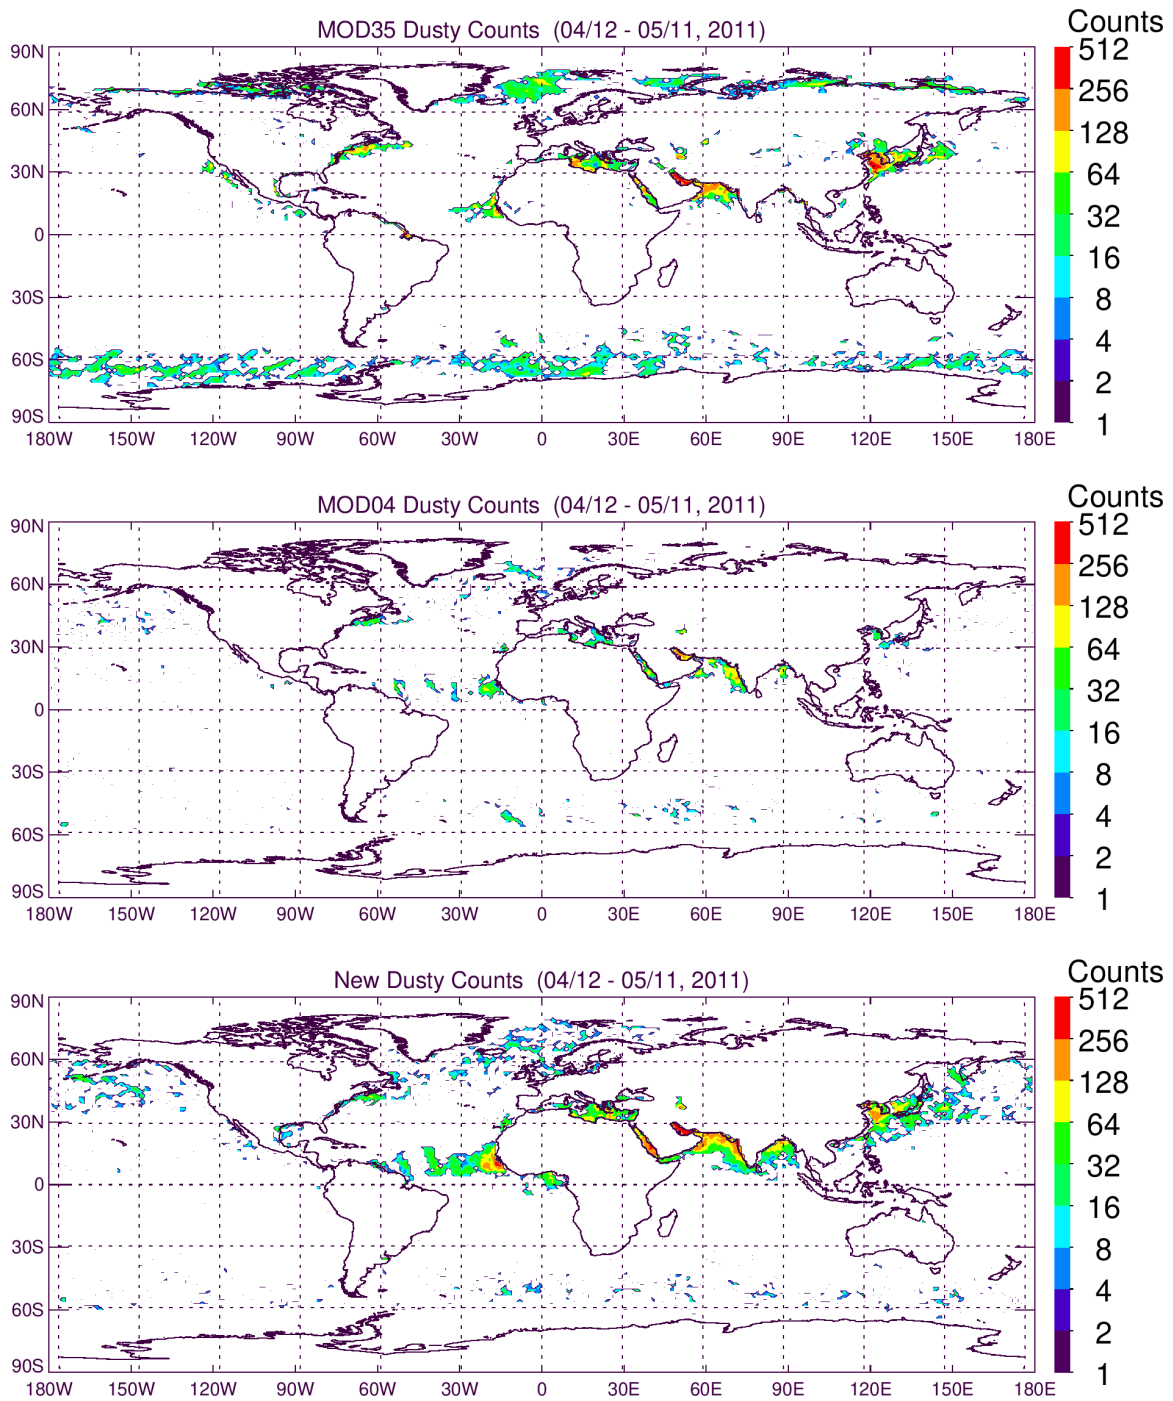 MOD35 Dusty Counts (04/12 - 05/11, 2011)
Counts
90N
60N
30N
0
30S
60S
90S
180W 150W 120W 90W 60W 30W 0 30E 60E 90E 120E 150E 180E
512
256
128
64
32
16
8
4
2
1
MOD04 Dusty Counts (04/12 - 05/11, 2011)
Counts
90N
60N
30N
0
30S
60S
90S
180W 150W 120W 90W 60W 30W 0 30E 60E 90E 120E 150E 180E
512
256
128
64
32
16
8
4
2
1
New Dusty Counts (04/12 - 05/11, 2011)
Counts
90N
60N
30N
0
30S
60S
90S
180W 150W 120W 90W 60W 30W 0 30E 60E 90E 120E 150E 180E
512
256
128
64
32
16
8
4
2
1